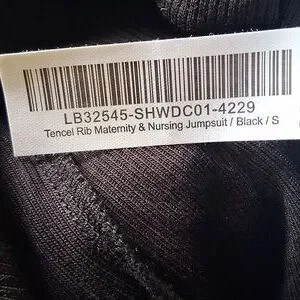 LB32545-SHWDC01-4229
Tencel Rib Maternity & Nursing Jumpsuit / Black / S